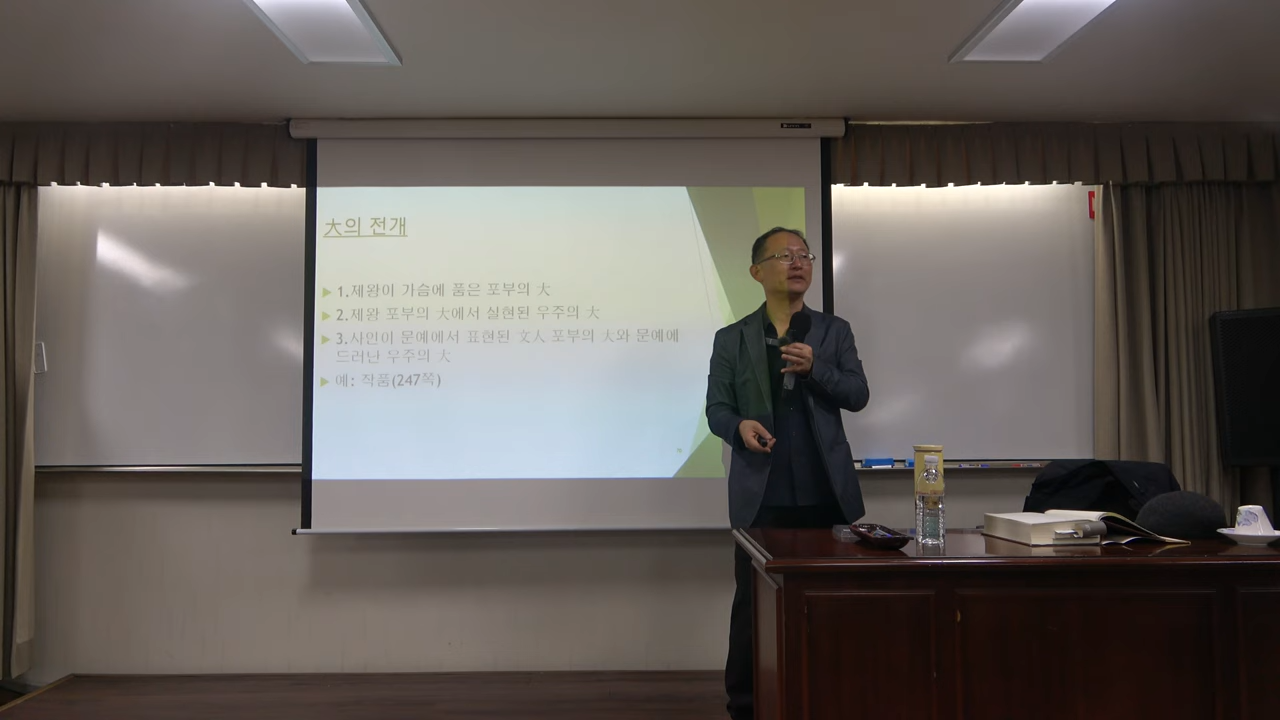 大의 전개
1.제왕이 가슴에 품은 포부의 大
2.제왕 포부의 大에서 실현된 우주의 大
3.사인이 문예에서 표현된 文人 포부의 大와 문예에
드러난 우주의 大
예: 작품(247쪽)